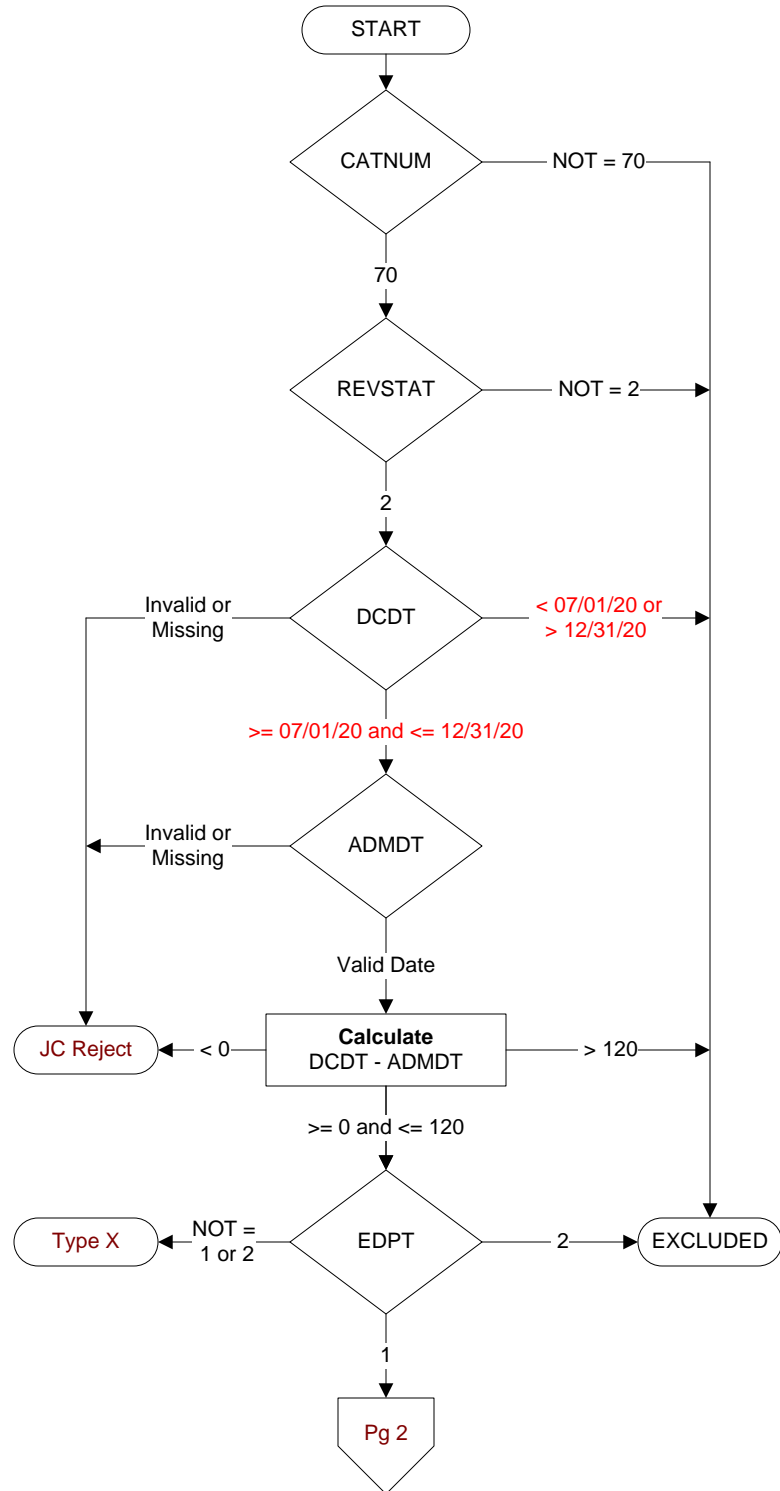 START
CATNUM
NOT = 70
70
REVSTAT
NOT = 2
2
Invalid or
Missing
DCDT
< 07/01/20 or
> 12/31/20
>= 07/01/20 and <= 12/31/20
Invalid or
Missing
ADMDT
Valid Date
JC Reject
< 0
Calculate
DCDT - ADMDT
> 120
>= 0 and <= 120
Type X
NOT =
1 or 2
EDPT
2
EXCLUDED
1
Pg 2